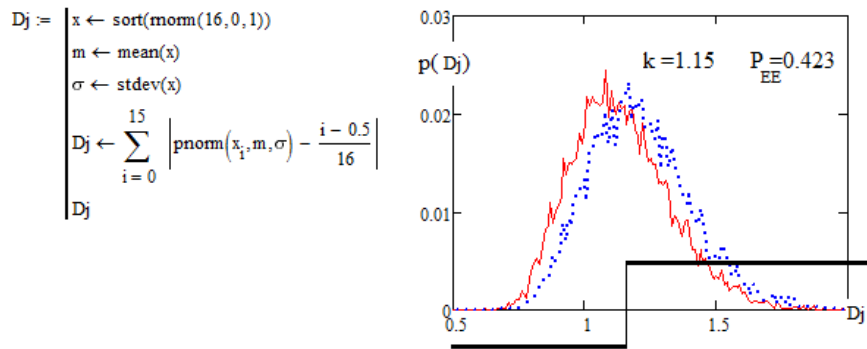 Dj := x ← sort(rnorm(16, 0, 1))
m ← mean(x)
σ ← stdev(x)
15
Dj ← ∑ |pnorm(x_i, m, σ) − (i − 0.5)/16|
i = 0
Dj
0.03
p( Dj)
k =1.15 P_EE=0.423
0.02
0.01
0
0.5 1 1.5 Dj